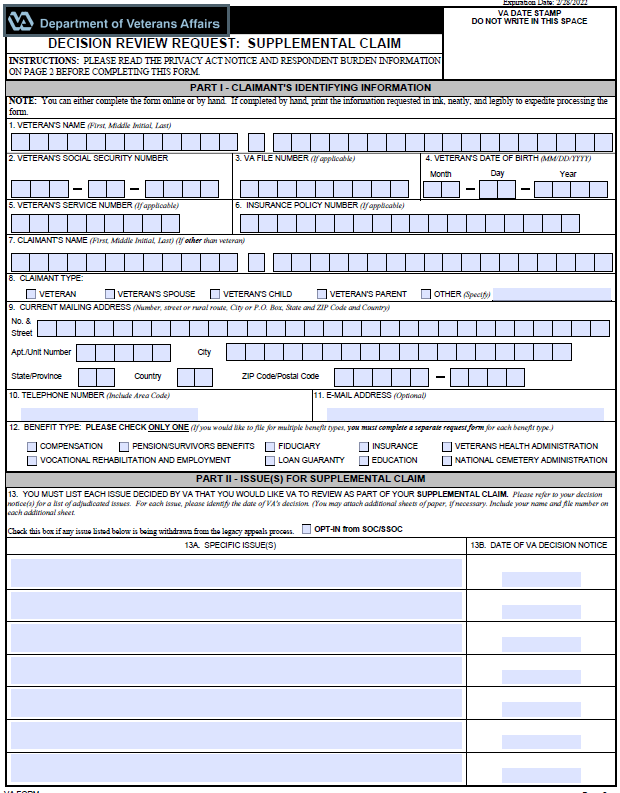 Expiration Date: 2/28/2022
VA Department of Veterans Affairs
VA DATE STAMP
DO NOT WRITE IN THIS SPACE
DECISION REVIEW REQUEST: SUPPLEMENTAL CLAIM
INSTRUCTIONS: PLEASE READ THE PRIVACY ACT NOTICE AND RESPONDENT BURDEN INFORMATION
ON PAGE 2 BEFORE COMPLETING THIS FORM.
PART I - CLAIMANT'S IDENTIFYING INFORMATION
NOTE: You can either complete the form online or by hand. If completed by hand, print the information requested in ink, neatly, and legibly to expedite processing the
form.
1. VETERAN'S NAME (First, Middle Initial, Last)
2. VETERAN'S SOCIAL SECURITY NUMBER
3. VA FILE NUMBER (If applicable)
4. VETERAN'S DATE OF BIRTH (MM/DD/YYYY)
Month Day Year
5. VETERAN'S SERVICE NUMBER (If applicable)
6. INSURANCE POLICY NUMBER (If applicable)
7. CLAIMANT'S NAME (First, Middle Initial, Last) (If other than veteran)
8. CLAIMANT TYPE:
VETERAN VETERAN'S SPOUSE VETERAN'S CHILD VETERAN'S PARENT OTHER (Specify)
9. CURRENT MAILING ADDRESS (Number, street or rural route, City or P.O. Box, State and ZIP Code and Country)
No. &
Street
Apt./Unit Number City
State/Province Country ZIP Code/Postal Code
10. TELEPHONE NUMBER (Include Area Code)
11. E-MAIL ADDRESS (Optional)
12. BENEFIT TYPE: PLEASE CHECK ONLY ONE (If you would like to file for multiple benefit types, you must complete a separate request form for each benefit type.)
COMPENSATION PENSION/SURVIVORS BENEFITS FIDUCIARY INSURANCE VETERANS HEALTH ADMINISTRATION
VOCATIONAL REHABILITATION AND EMPLOYMENT LOAN GUARANTY EDUCATION NATIONAL CEMETERY ADMINISTRATION
PART II - ISSUE(S) FOR SUPPLEMENTAL CLAIM
13. YOU MUST LIST EACH ISSUE DECIDED BY VA THAT YOU WOULD LIKE VA TO REVIEW AS PART OF YOUR SUPPLEMENTAL CLAIM. Please refer to your decision
notice(s) for a list of adjudicated issues. For each issue, please identify the date of VA's decision. (You may attach additional sheets of paper, if necessary. Include your name and file number on
each additional sheet.
Check this box if any issue listed below is being withdrawn from the legacy appeals process. OPT-IN from SOC/SSOC
13A. SPECIFIC ISSUE(S)
13B. DATE OF VA DECISION NOTICE
VA FORM